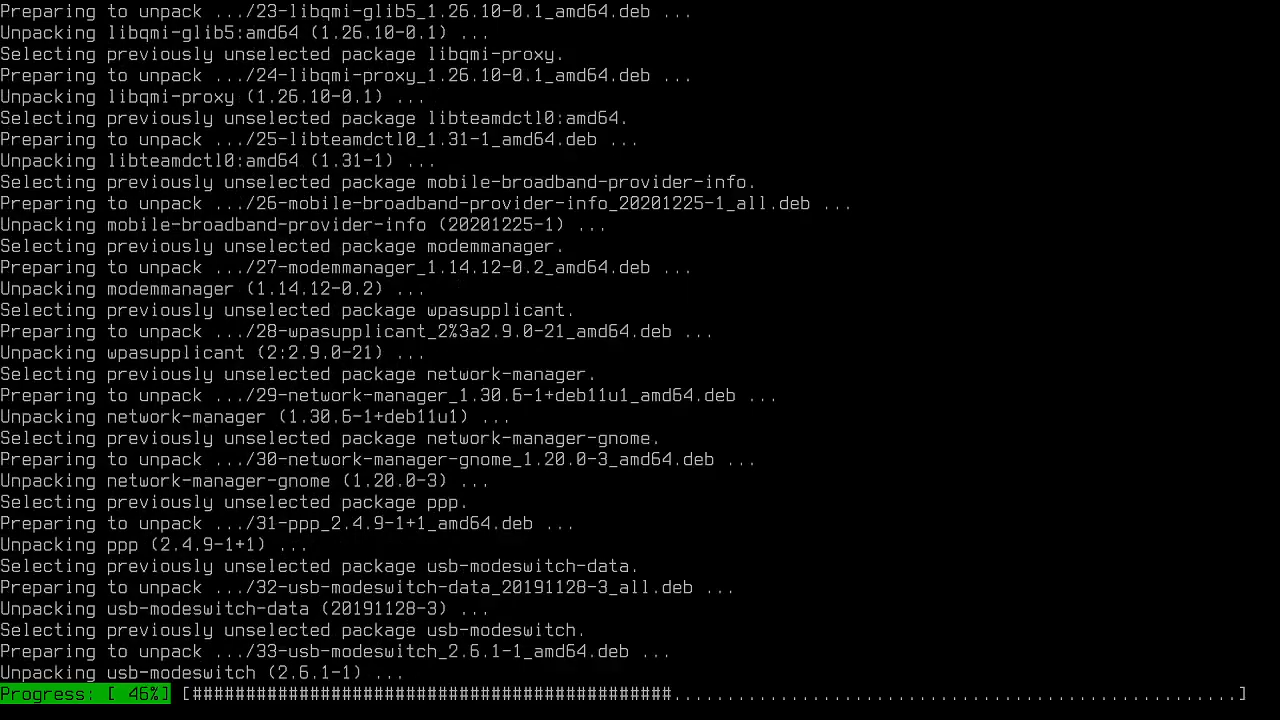 Preparing to unpack .../23-libqmi-glib5_1.26.10-0.1_amd64.deb ...
Unpacking libqmi-glib5:amd64 (1.26.10-0.1) ...
Selecting previously unselected package libqmi-proxy.
Preparing to unpack .../24-libqmi-proxy_1.26.10-0.1_amd64.deb ...
Unpacking libqmi-proxy (1.26.10-0.1) ...
Selecting previously unselected package libteamdctl0:amd64.
Preparing to unpack .../25-libteamdctl0_1.31-1_amd64.deb ...
Unpacking libteamdctl0:amd64 (1.31-1) ...
Selecting previously unselected package mobile-broadband-provider-info.
Preparing to unpack .../26-mobile-broadband-provider-info_20201225-1_all.deb ...
Unpacking mobile-broadband-provider-info (20201225-1) ...
Selecting previously unselected package modemmanager.
Preparing to unpack .../27-modemmanager_1.14.12-0.2_amd64.deb ...
Unpacking modemmanager (1.14.12-0.2) ...
Selecting previously unselected package wpasupplicant.
Preparing to unpack .../28-wpasupplicant_2%3a2.9.0-21_amd64.deb ...
Unpacking wpasupplicant (2:2.9.0-21) ...
Selecting previously unselected package network-manager.
Preparing to unpack .../29-network-manager_1.30.6-1+deb11u1_amd64.deb ...
Unpacking network-manager (1.30.6-1+deb11u1) ...
Selecting previously unselected package network-manager-gnome.
Preparing to unpack .../30-network-manager-gnome_1.20.0-3_amd64.deb ...
Unpacking network-manager-gnome (1.20.0-3) ...
Selecting previously unselected package ppp.
Preparing to unpack .../31-ppp_2.4.9-1+1_amd64.deb ...
Unpacking ppp (2.4.9-1+1) ...
Selecting previously unselected package usb-modeswitch-data.
Preparing to unpack .../32-usb-modeswitch-data_20191128-3_all.deb ...
Unpacking usb-modeswitch-data (20191128-3) ...
Selecting previously unselected package usb-modeswitch.
Preparing to unpack .../33-usb-modeswitch_2.6.1-1_amd64.deb ...
Unpacking usb-modeswitch (2.6.1-1) ...
Progress: [ 46%] [#############################################.....................................................]